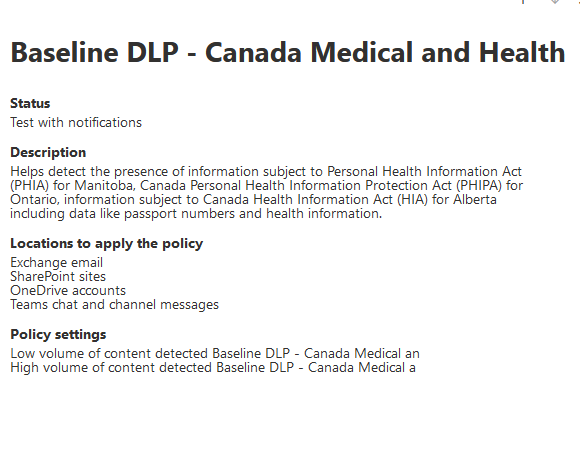 Baseline DLP - Canada Medical and Health
Status
Test with notifications
Description
Helps detect the presence of information subject to Personal Health Information Act
(PHIA) for Manitoba, Canada Personal Health Information Protection Act (PHIPA) for
Ontario, information subject to Canada Health Information Act (HIA) for Alberta
including data like passport numbers and health information.
Locations to apply the policy
Exchange email
SharePoint sites
OneDrive accounts
Teams chat and channel messages
Policy settings
Low volume of content detected Baseline DLP - Canada Medical an
High volume of content detected Baseline DLP - Canada Medical a